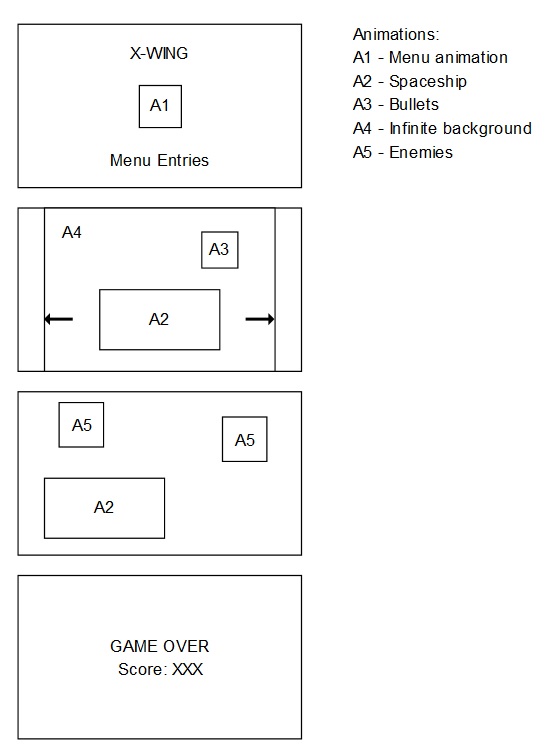 X-WING
A1
Menu Entries
Animations:
A1 - Menu animation
A2 - Spaceship
A3 - Bullets
A4 - Infinite background
A5 - Enemies
A4
A3
A2
A5
A5
A2
GAME OVER
Score: XXX